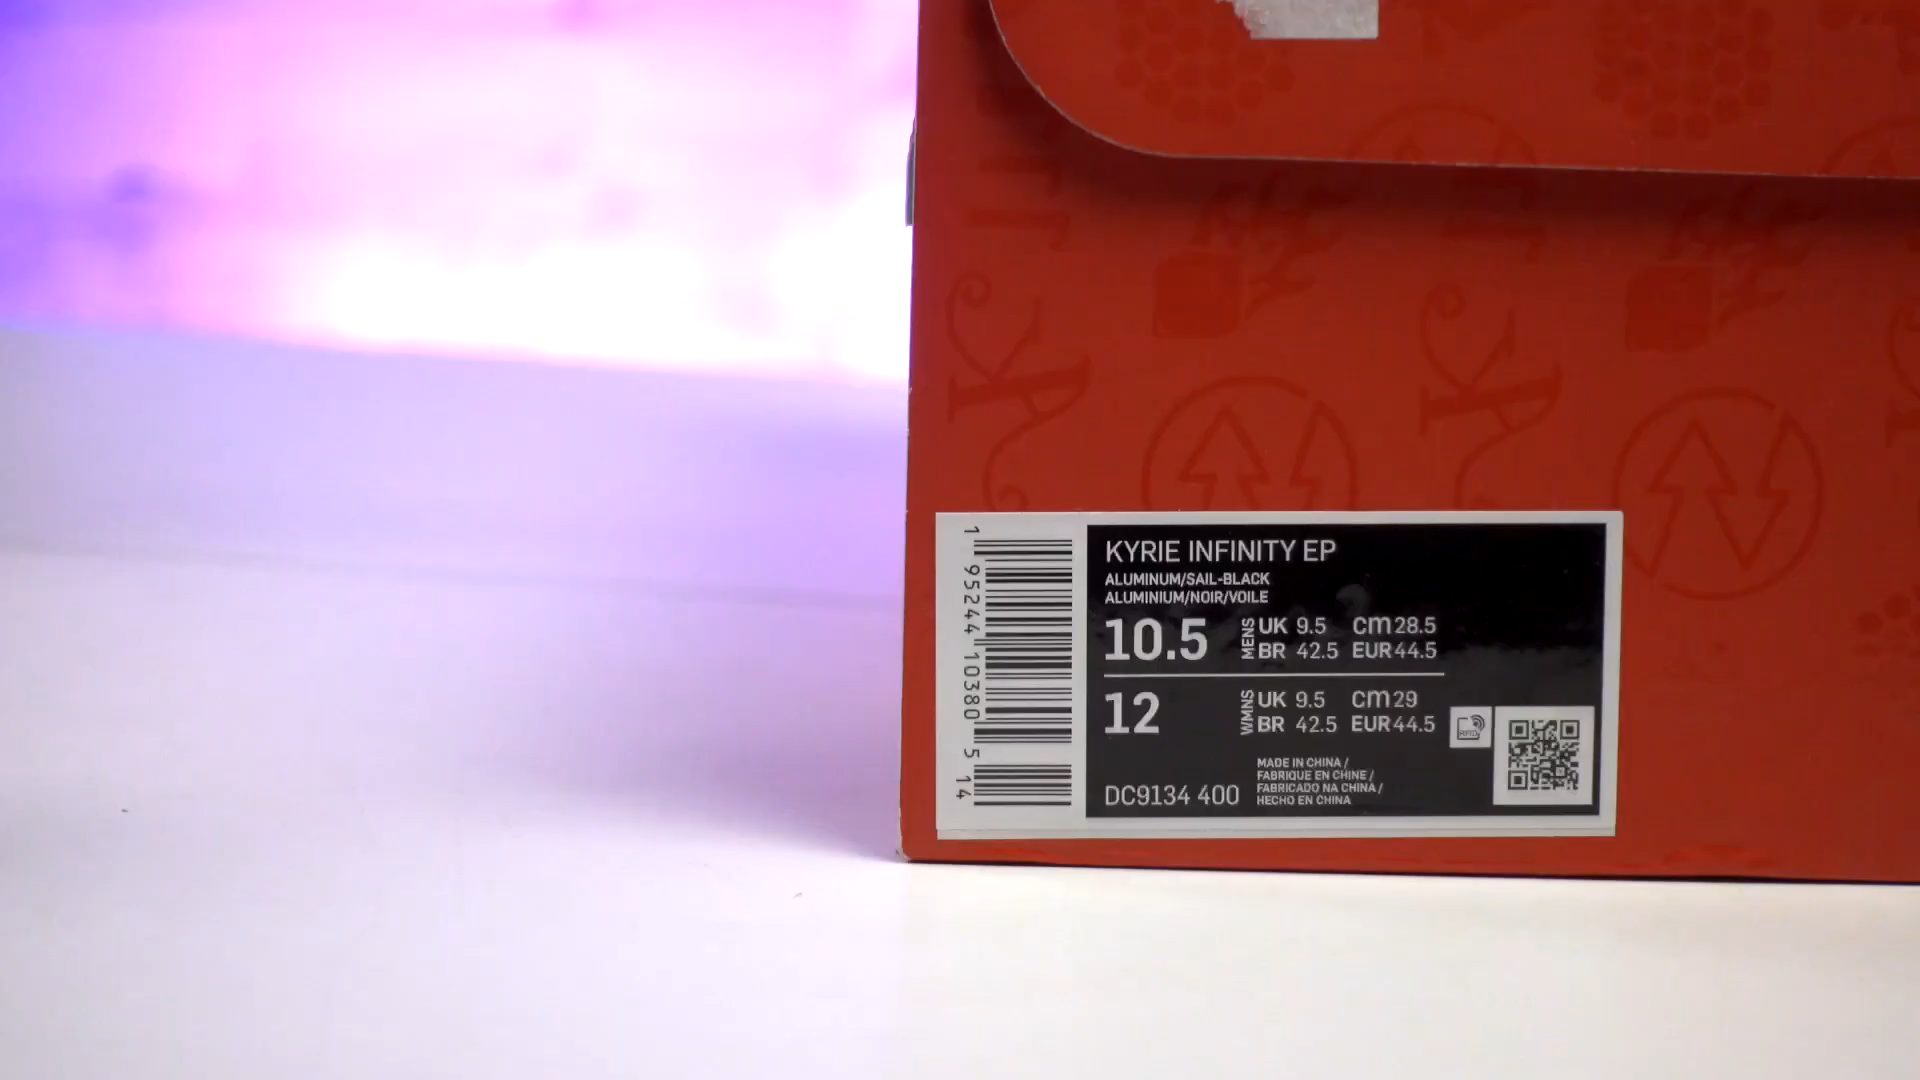 1 95244 10380 5 14
KYRIE INFINITY EP
ALUMINUM/SAIL-BLACK
ALUMINIUM/NOIR/VOILE
10.5 MENS UK 9.5 cm 28.5
BR 42.5 EUR 44.5
12 WMNS UK 9.5 cm 29
BR 42.5 EUR 44.5
DC9134 400
MADE IN CHINA /
FABRIQUE EN CHINE /
FABRICADO NA CHINA /
HECHO EN CHINA
RFID